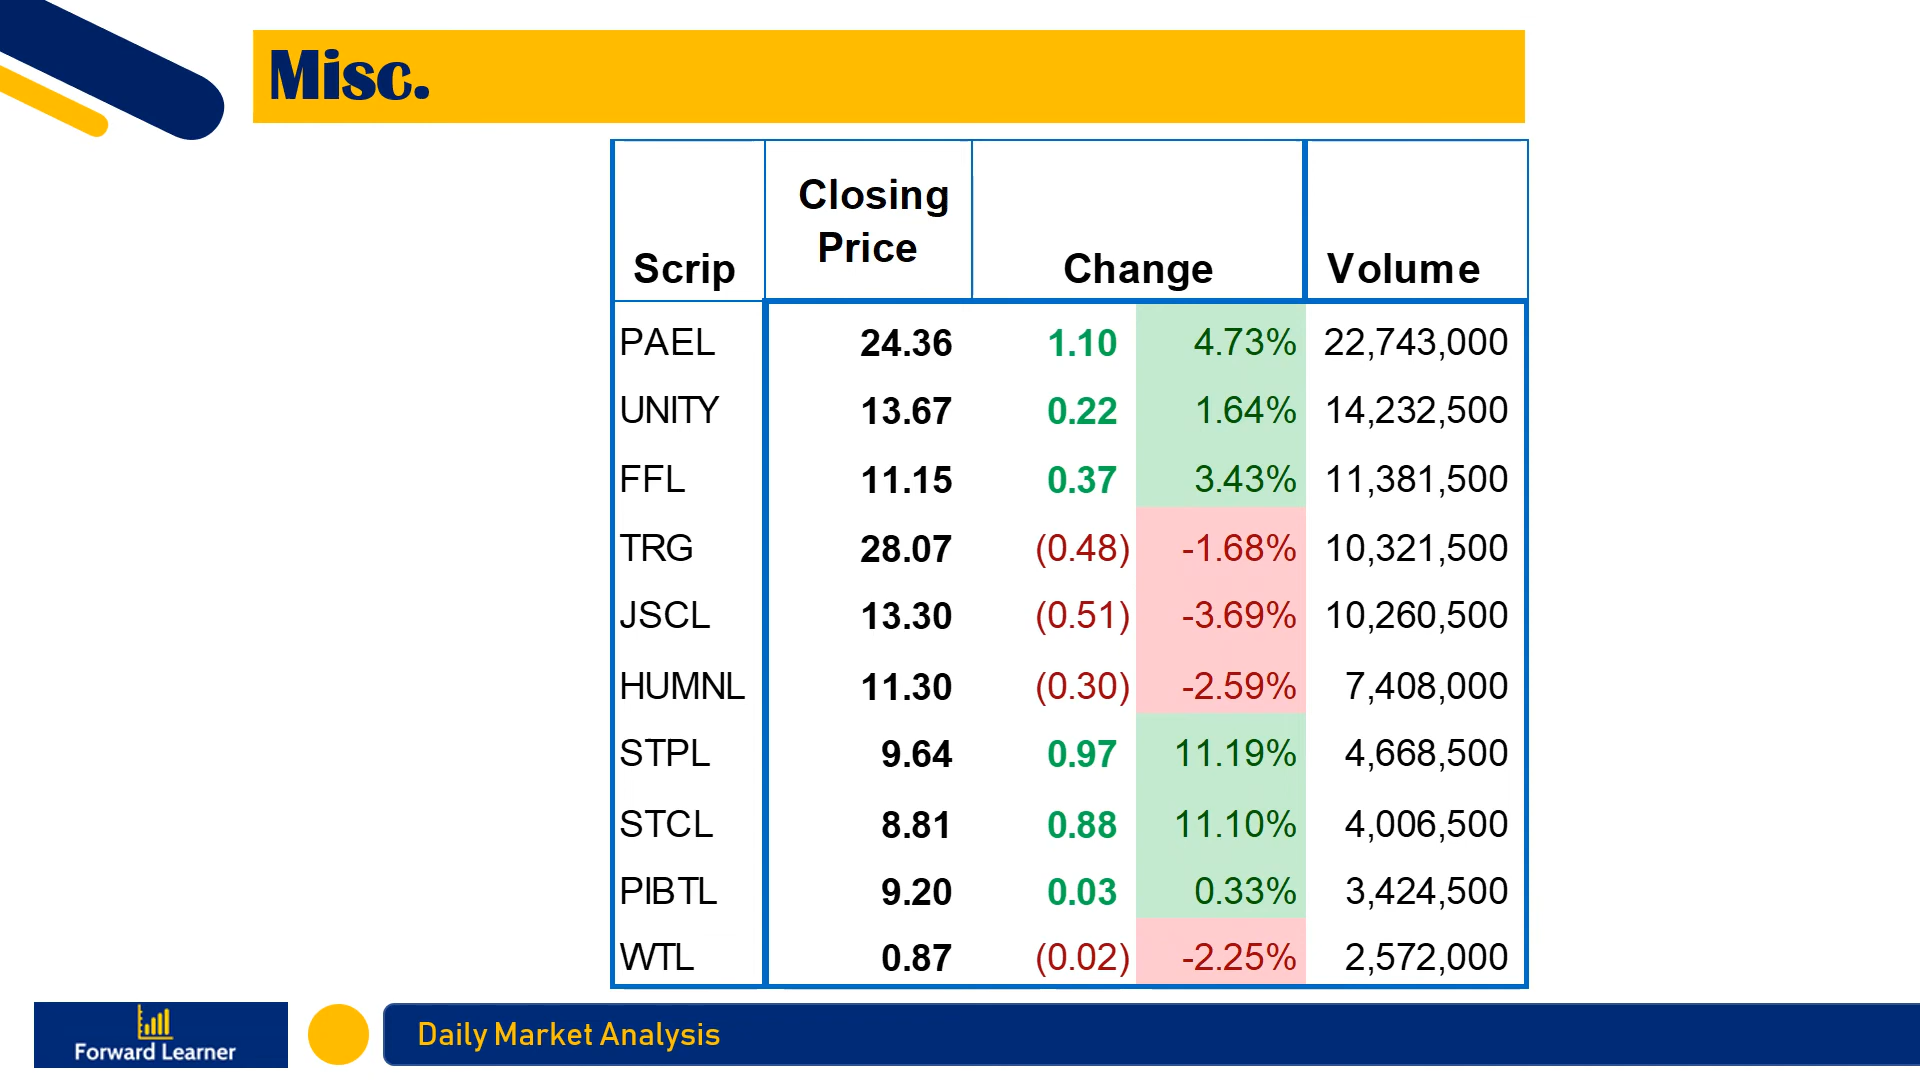 Misc.
Scrip Closing Price Change Volume
PAEL 24.36 1.10 4.73% 22,743,000
UNITY 13.67 0.22 1.64% 14,232,500
FFL 11.15 0.37 3.43% 11,381,500
TRG 28.07 (0.48) -1.68% 10,321,500
JSCL 13.30 (0.51) -3.69% 10,260,500
HUMNL 11.30 (0.30) -2.59% 7,408,000
STPL 9.64 0.97 11.19% 4,668,500
STCL 8.81 0.88 11.10% 4,006,500
PIBTL 9.20 0.03 0.33% 3,424,500
WTL 0.87 (0.02) -2.25% 2,572,000
Forward Learner
Daily Market Analysis